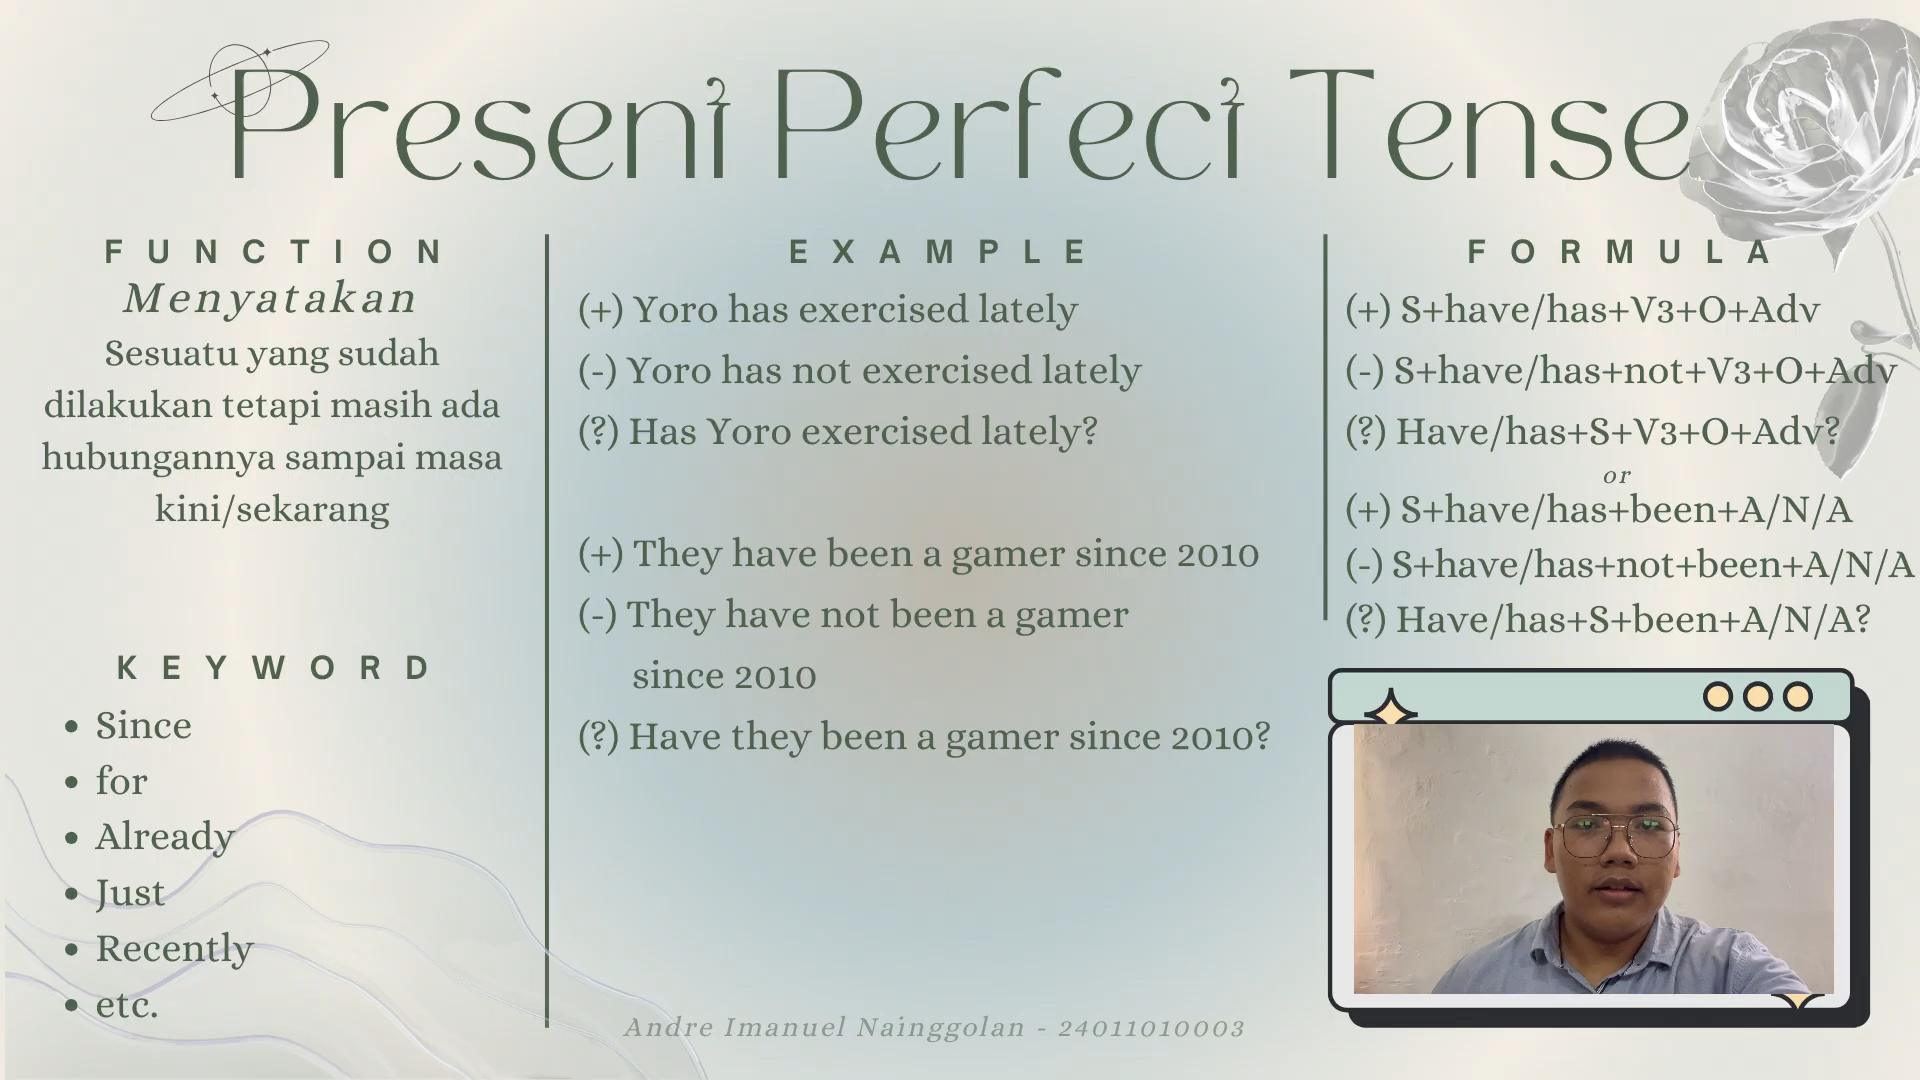 Present Perfect Tense
FUNCTION
Menyatakan
Sesuatu yang sudah
dilakukan tetapi masih ada
hubungannya sampai masa
kini/sekarang
KEYWORD
• Since
• for
• Already
• Just
• Recently
• etc.
EXAMPLE
(+) Yoro has exercised lately
(-) Yoro has not exercised lately
(?) Has Yoro exercised lately?
(+) They have been a gamer since 2010
(-) They have not been a gamer
since 2010
(?) Have they been a gamer since 2010?
FORMULA
(+) S+have/has+V3+O+Adv
(-) S+have/has+not+V3+O+Adv
(?) Have/has+S+V3+O+Adv?
or
(+) S+have/has+been+A/N/A
(-) S+have/has+not+been+A/N/A
(?) Have/has+S+been+A/N/A?
Andre Imanuel Nainggolan - 24011010003